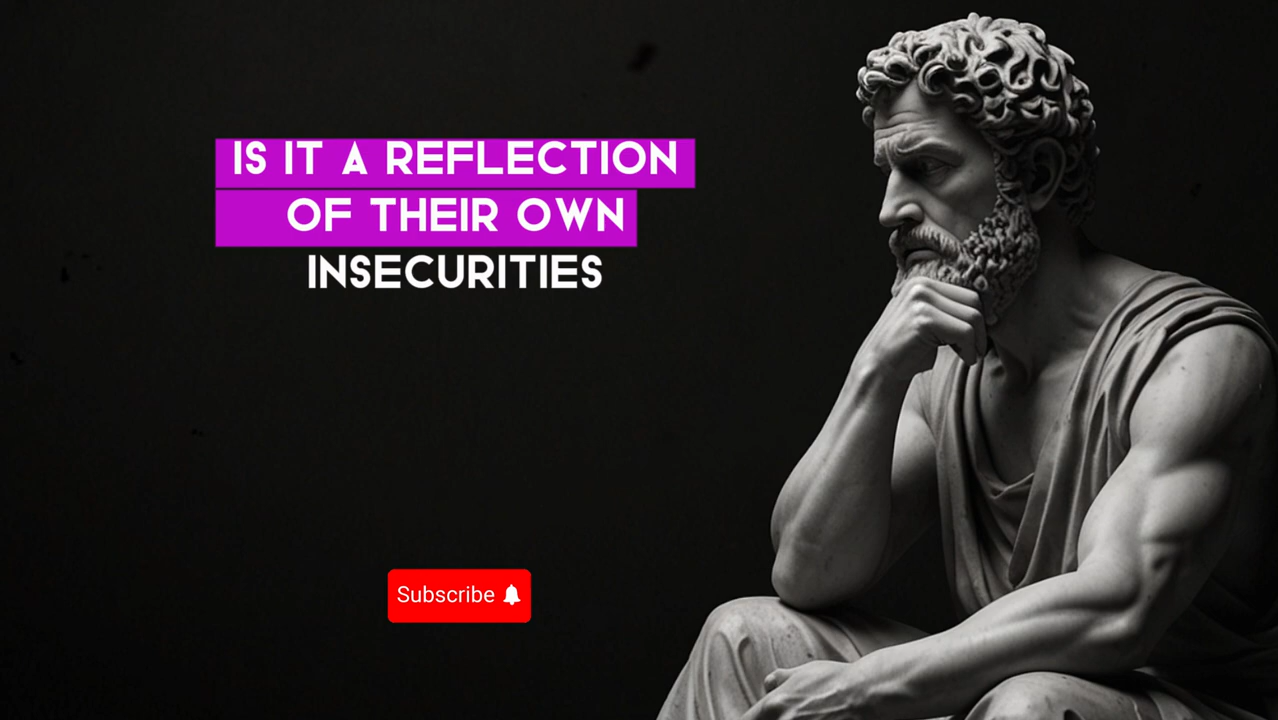 IS IT A REFLECTION
OF THEIR OWN
INSECURITIES
Subscribe